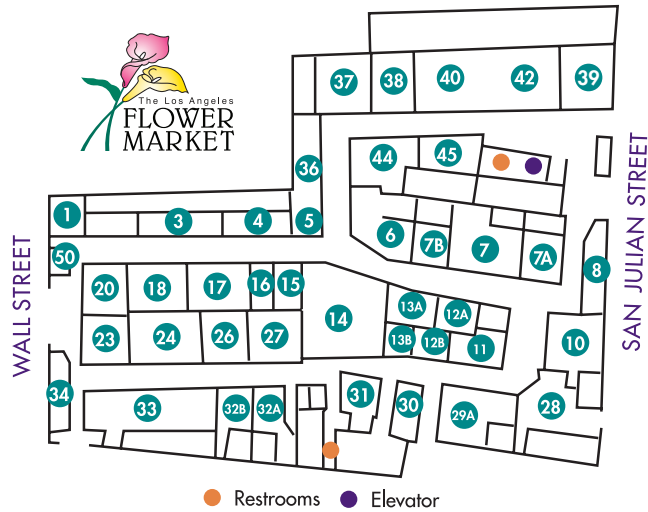 The Los Angeles
FLOWER
MARKET
37
38
40
42
39
44
45
36
1
3
4
5
6
7B
7
7A
50
8
20
18
17
16
15
14
13A
12A
23
24
26
27
13B
12B
11
10
34
33
32B
32A
31
30
29A
28
WALL STREET
SAN JULIAN STREET
Restrooms
Elevator